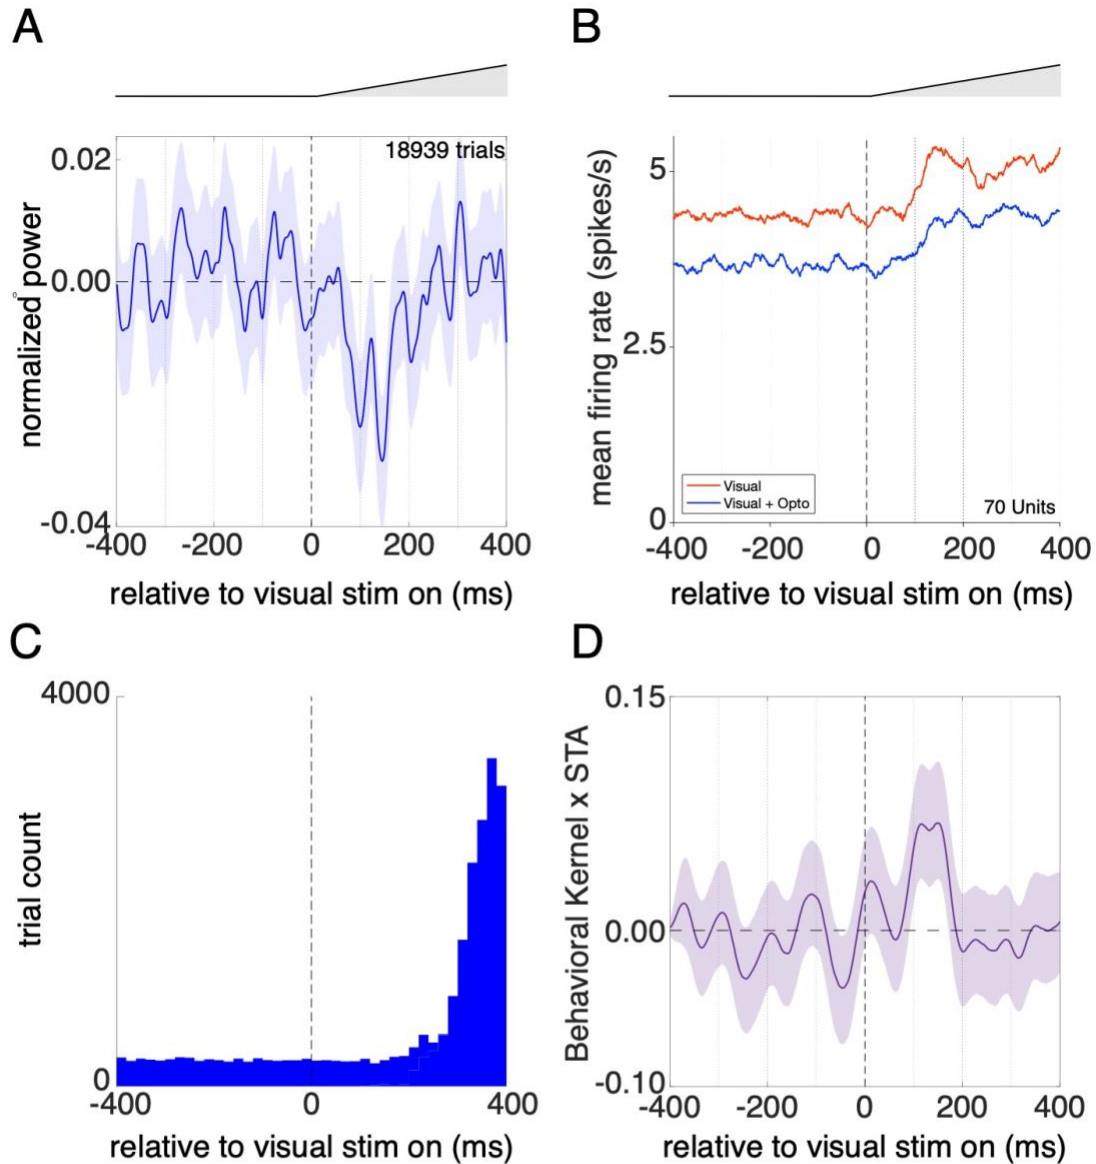 A
18939 trials
0.02
0.00
-0.04
normalized power
-400 -200 0 200 400
relative to visual stim on (ms)
B
5
2.5
0
mean firing rate (spikes/s)
Visual
Visual + Opto
70 Units
-400 -200 0 200 400
relative to visual stim on (ms)
C
4000
0
trial count
-400 0 400
relative to visual stim on (ms)
D
0.15
0.00
-0.10
Behavioral Kernel x STA
-400 -200 0 200 400
relative to visual stim on (ms)